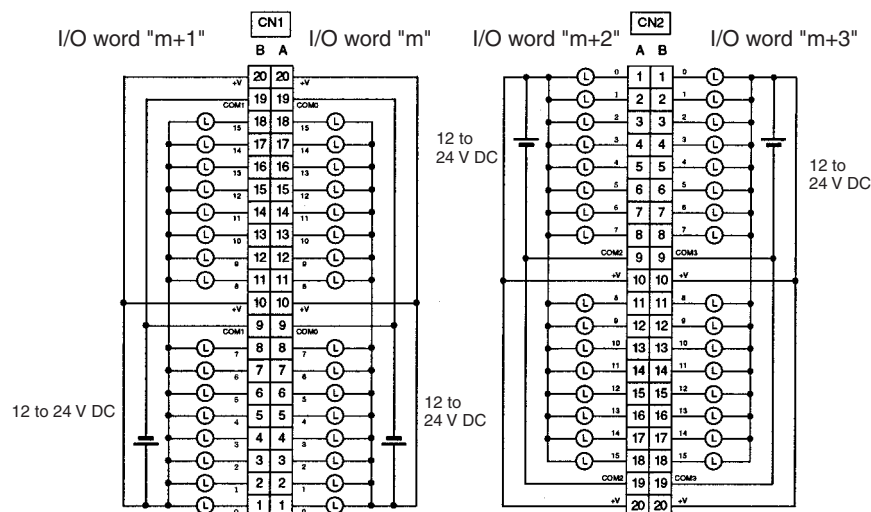 CN1
I/O word "m+1"
I/O word "m"
B A
20 20
+V +V
19 19
COM1 COM0
L 15 18 18 15 L
L 14 17 17 14 L
L 13 16 16 13 L
L 12 15 15 12 L
L 11 14 14 11 L
L 10 13 13 10 L
L 9 12 12 9 L
L 8 11 11 8 L
10 10
+V +V
9 9
COM1 COM0
L 7 8 8 7 L
L 6 7 7 6 L
L 5 6 6 5 L
L 4 5 5 4 L
L 3 4 4 3 L
L 2 3 3 2 L
L 1 2 2 1 L
L 0 1 1 0 L
12 to 24 V DC
12 to
24 V DC
CN2
I/O word "m+2"
I/O word "m+3"
A B
L 0 1 1 0 L
L 1 2 2 1 L
L 2 3 3 2 L
L 3 4 4 3 L
L 4 5 5 4 L
L 5 6 6 5 L
L 6 7 7 6 L
L 7 8 8 7 L
COM2 9 9 COM3
+V 10 10 +V
L 8 11 11 8 L
L 9 12 12 9 L
L 10 13 13 10 L
L 11 14 14 11 L
L 12 15 15 12 L
L 13 16 16 13 L
L 14 17 17 14 L
L 15 18 18 15 L
COM2 19 19 COM3
+V 20 20 +V
12 to
24 V DC
12 to
24 V DC